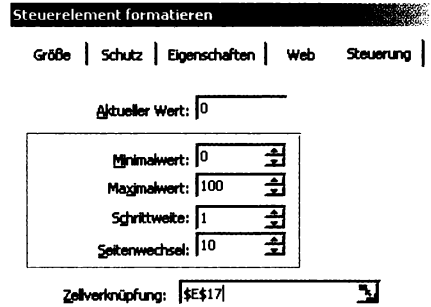 Steuerelement formatieren
Größe | Schutz | Eigenschaften | Web Steuerung |
Aktueller Wert: 0
Minimalwert: 0
Maximalwert: 100
Schrittweite: 1
Seitenwechsel: 10
Zellverknüpfung: $E$17